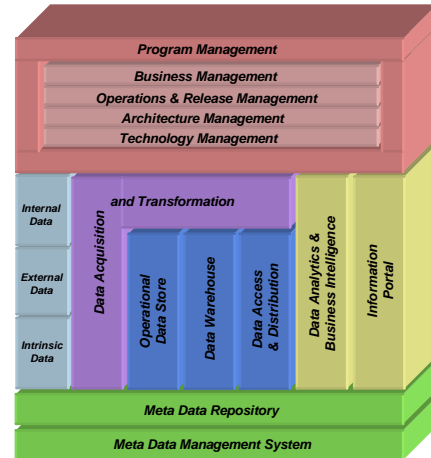 Program Management
Business Management
Operations & Release Management
Architecture Management
Technology Management
Internal
Data
External
Data
Intrinsic
Data
Data Acquisition
and Transformation
Operational
Data Store
Data Warehouse
Data Access
& Distribution
Data Analytics &
Business Intelligence
Information
Portal
Meta Data Repository
Meta Data Management System